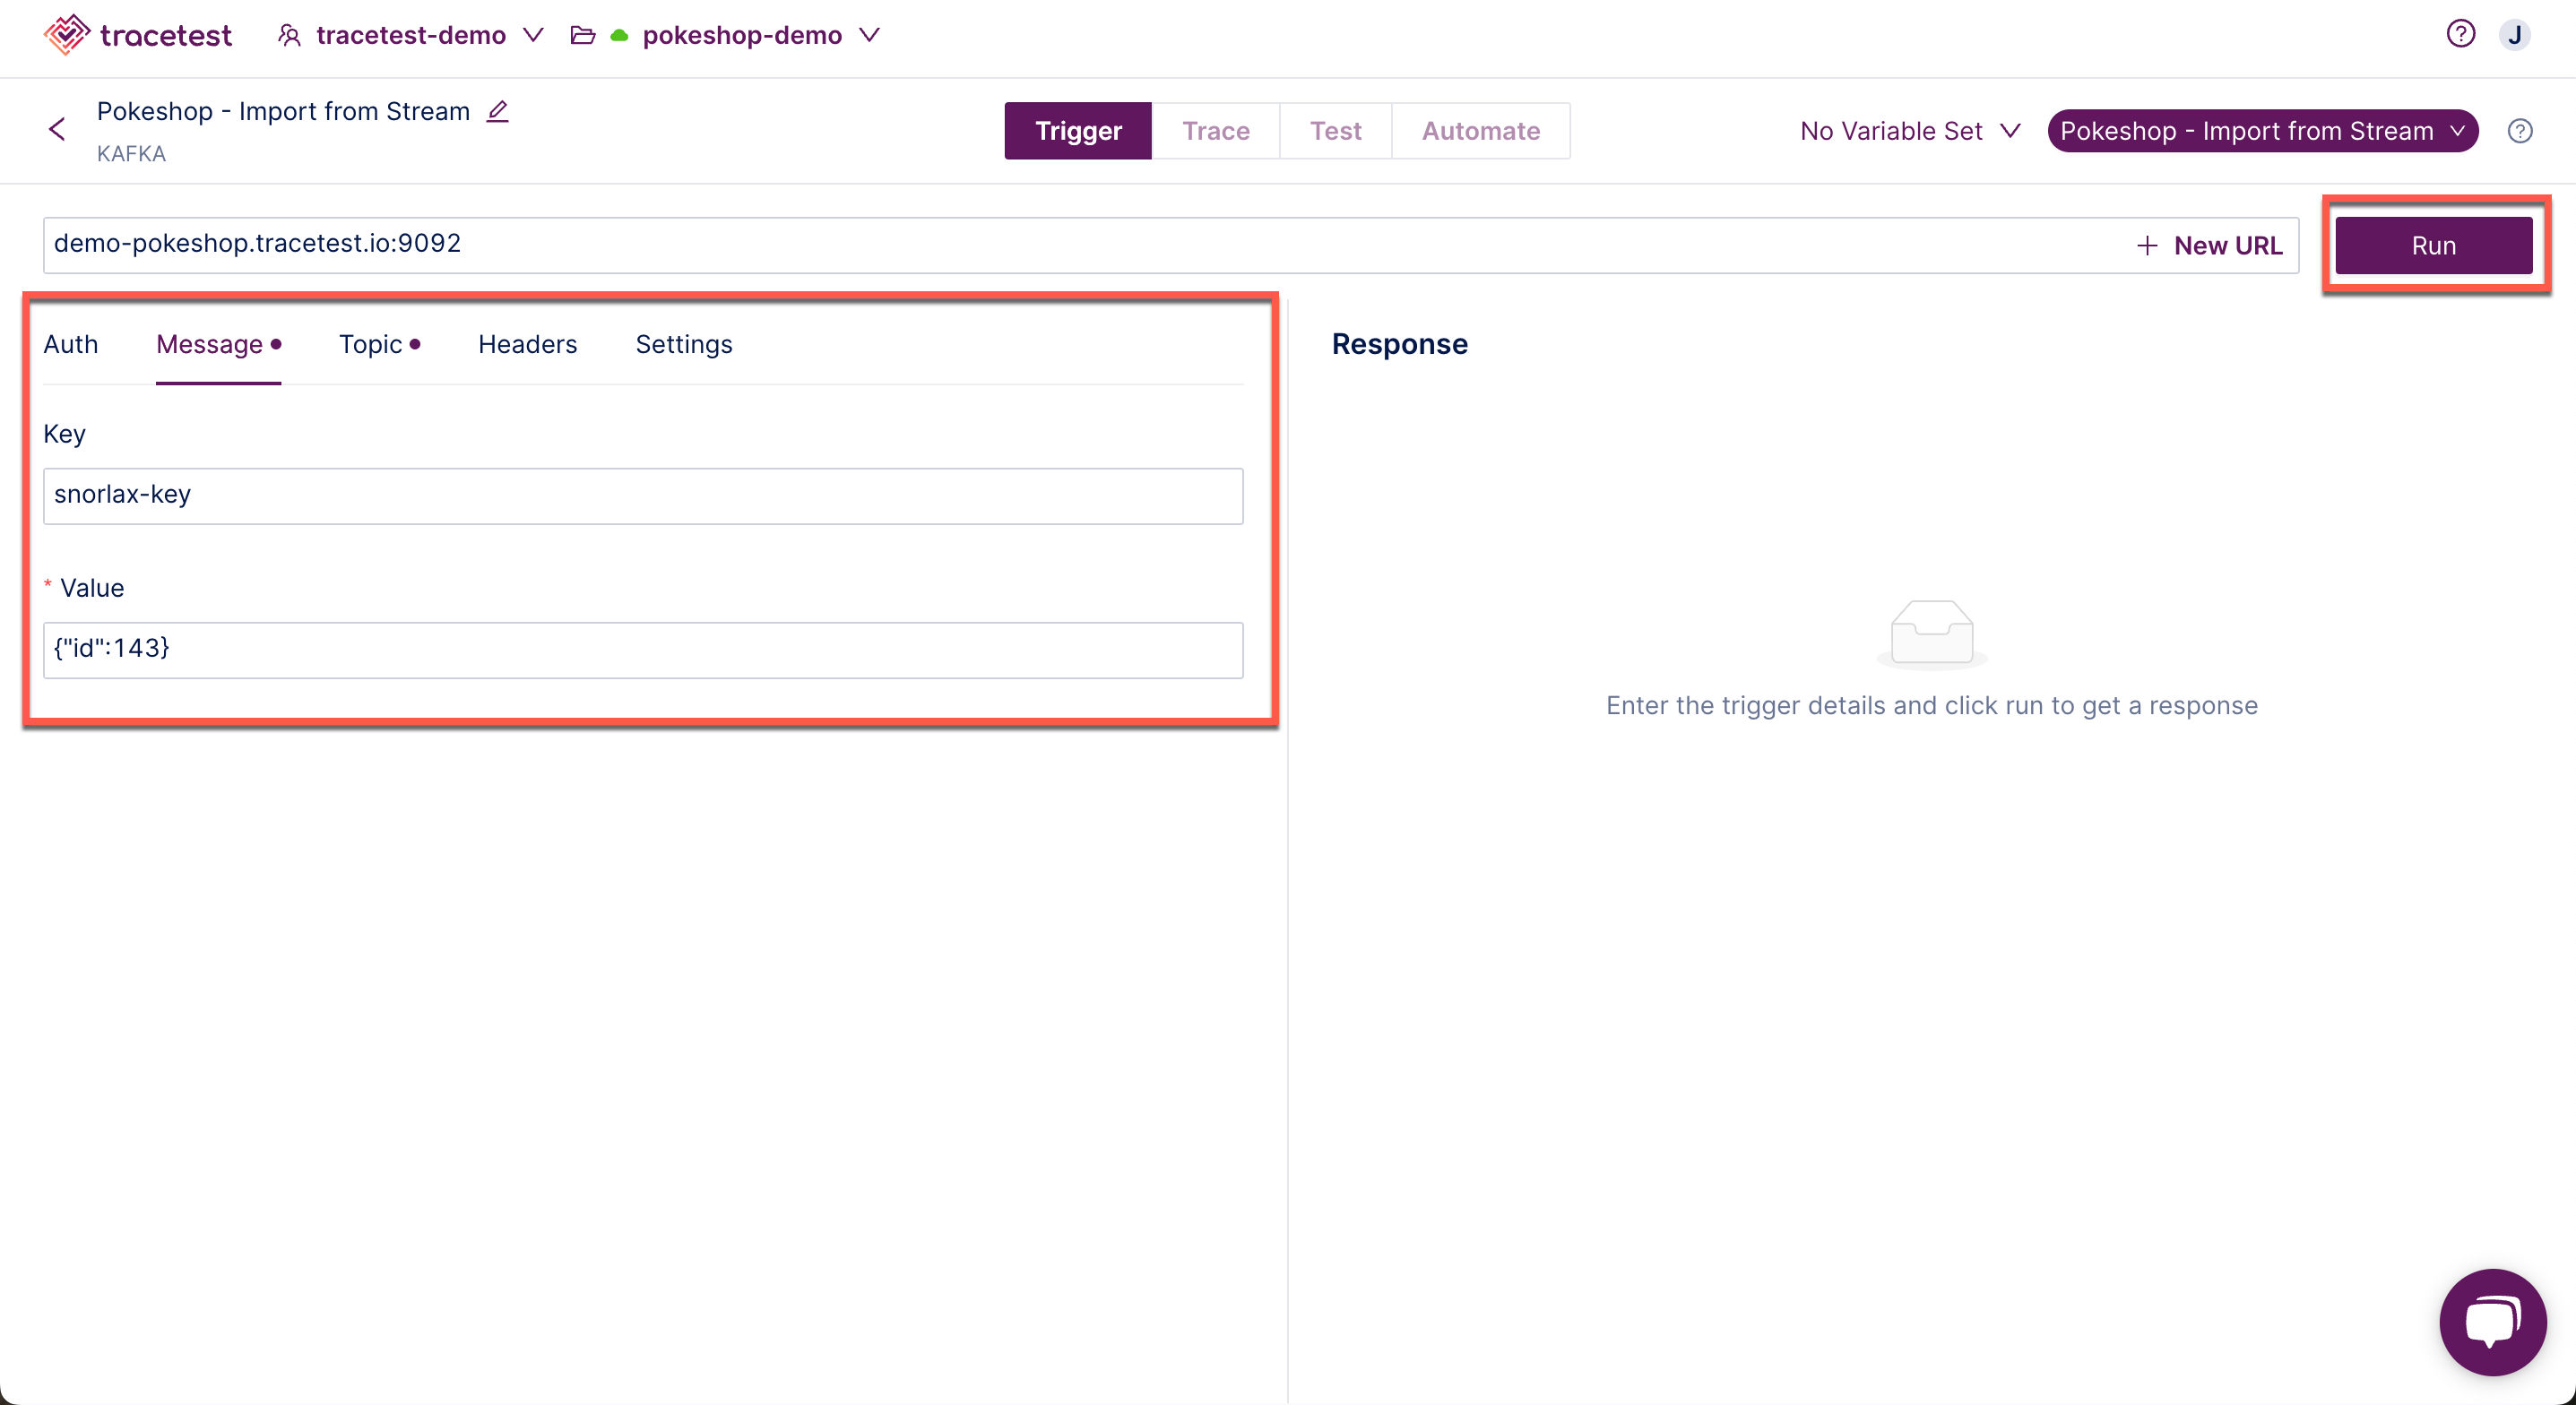 tracetest
tracetest-demo
pokeshop-demo
J
Pokeshop - Import from Stream
KAFKA
Trigger
Trace
Test
Automate
No Variable Set
Pokeshop - Import from Stream
demo-pokeshop.tracetest.io:9092
+ New URL
Run
Auth
Message
Topic
Headers
Settings
Response
Key
snorlax-key
* Value
{"id":143}
Enter the trigger details and click run to get a response